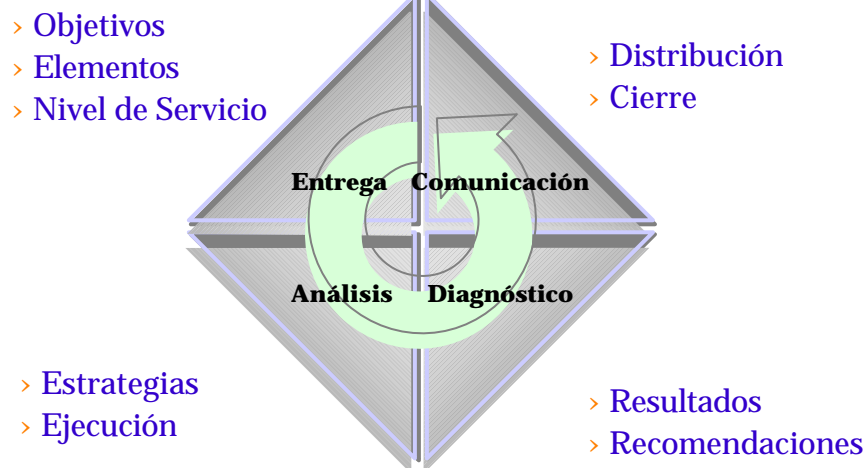 › Objetivos
› Elementos
› Nivel de Servicio
› Distribución
› Cierre
Entrega Comunicación
Análisis Diagnóstico
› Estrategias
› Ejecución
› Resultados
› Recomendaciones